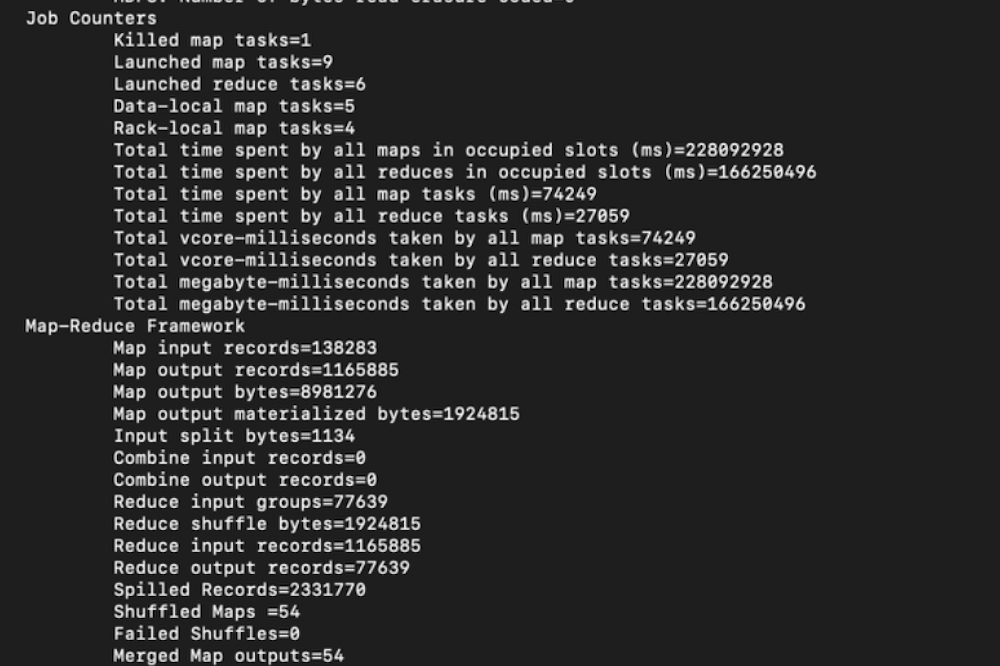 Job Counters
Killed map tasks=1
Launched map tasks=9
Launched reduce tasks=6
Data-local map tasks=5
Rack-local map tasks=4
Total time spent by all maps in occupied slots (ms)=228092928
Total time spent by all reduces in occupied slots (ms)=166250496
Total time spent by all map tasks (ms)=74249
Total time spent by all reduce tasks (ms)=27059
Total vcore-milliseconds taken by all map tasks=74249
Total vcore-milliseconds taken by all reduce tasks=27059
Total megabyte-milliseconds taken by all map tasks=228092928
Total megabyte-milliseconds taken by all reduce tasks=166250496
Map-Reduce Framework
Map input records=138283
Map output records=1165885
Map output bytes=8981276
Map output materialized bytes=1924815
Input split bytes=1134
Combine input records=0
Combine output records=0
Reduce input groups=77639
Reduce shuffle bytes=1924815
Reduce input records=1165885
Reduce output records=77639
Spilled Records=2331770
Shuffled Maps =54
Failed Shuffles=0
Merged Map outputs=54